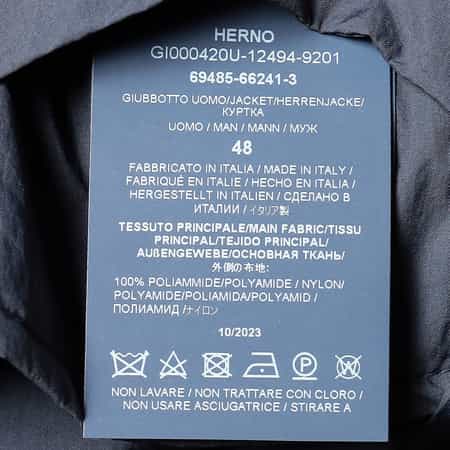 HERNO
GI000420U-12494-9201
69485-66241-3
GIUBBOTTO UOMO/JACKET/HERRENJACKE/
КУРТКА
UOMO / MAN / MANN / МУЖ
48
FABBRICATO IN ITALIA / MADE IN ITALY /
FABRIQUÉ EN ITALIE / HECHO EN ITALIA /
HERGESTELLT IN ITALIEN / СДЕЛАНО В
ИТАЛИИ / イタリア製
TESSUTO PRINCIPALE/MAIN FABRIC/TISSU
PRINCIPAL/TEJIDO PRINCIPAL/
AUßENGEWEBE/ОСНОВНАЯ ТКАНЬ/
外側の布地:
100% POLIAMMIDE/POLYAMIDE / NYLON/
POLYAMIDE/POLIAMIDA/POLYAMID /
ПОЛИАМИД /ナイロン
10/2023
NON LAVARE / NON TRATTARE CON CLORO /
NON USARE ASCIUGATRICE / STIRARE A